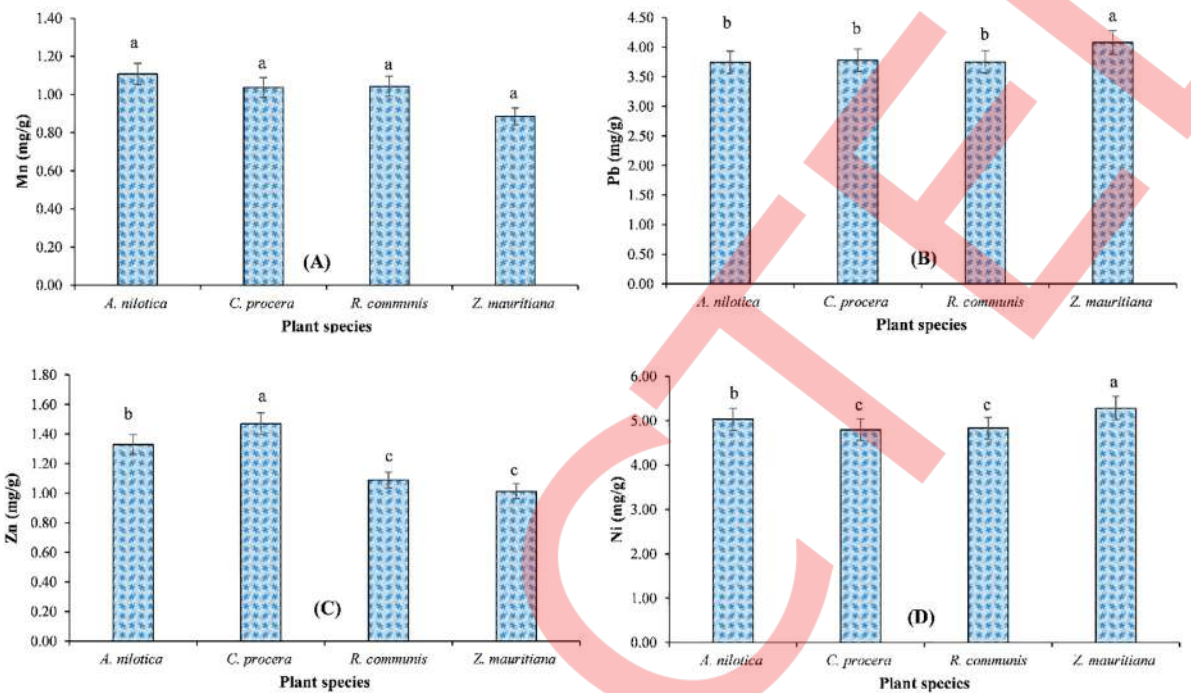 1.40
1.20
1.00
0.80
0.60
0.40
0.20
0.00
Mn (mg/g)
a
a
a
a
(A)
A. nilotica
C. procera
R. communis
Z. mauritiana
Plant species
4.50
4.00
3.50
3.00
2.50
2.00
1.50
1.00
0.50
0.00
Pb (mg/g)
b
b
b
a
(B)
A. nilotica
C. procera
R. communis
Z. mauritiana
Plant species
1.80
1.60
1.40
1.20
1.00
0.80
0.60
0.40
0.20
0.00
Zn (mg/g)
b
a
c
c
(C)
A. nilotica
C. procera
R. communis
Z. mauritiana
Plant species
6.00
5.00
4.00
3.00
2.00
1.00
0.00
Ni (mg/g)
b
c
c
a
(D)
A. nilotica
C. procera
R. communis
Z. mauritiana
Plant species
CTE